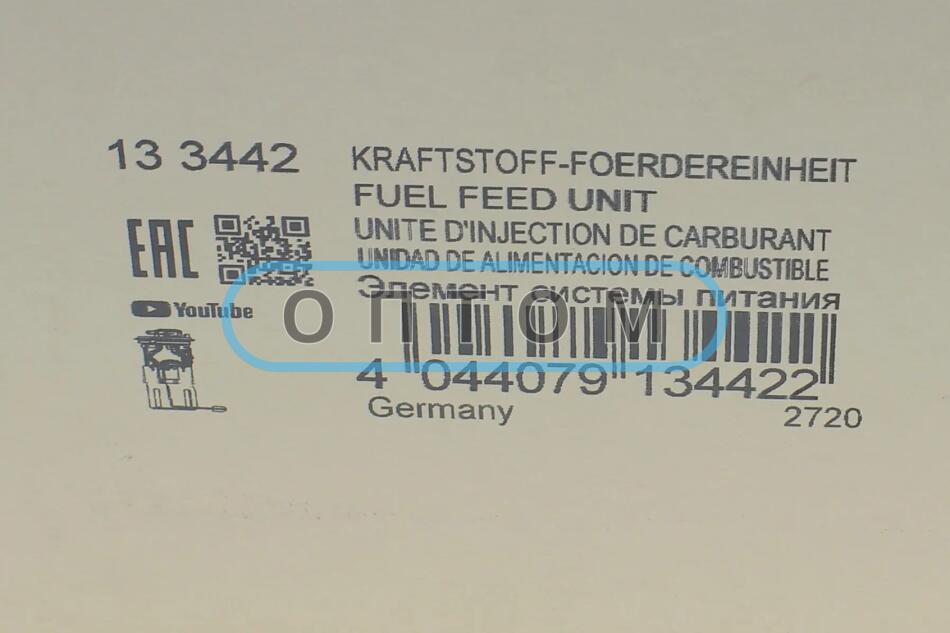 13 3442
KRAFTSTOFF-FOERDEREINHEIT
FUEL FEED UNIT
UNITE D'INJECTION DE CARBURANT
UNIDAD DE ALIMENTACION DE COMBUSTIBLE
Элемент системы питания
EAC
YouTube
ОПТОМ
4 044079 134422
Germany
2720